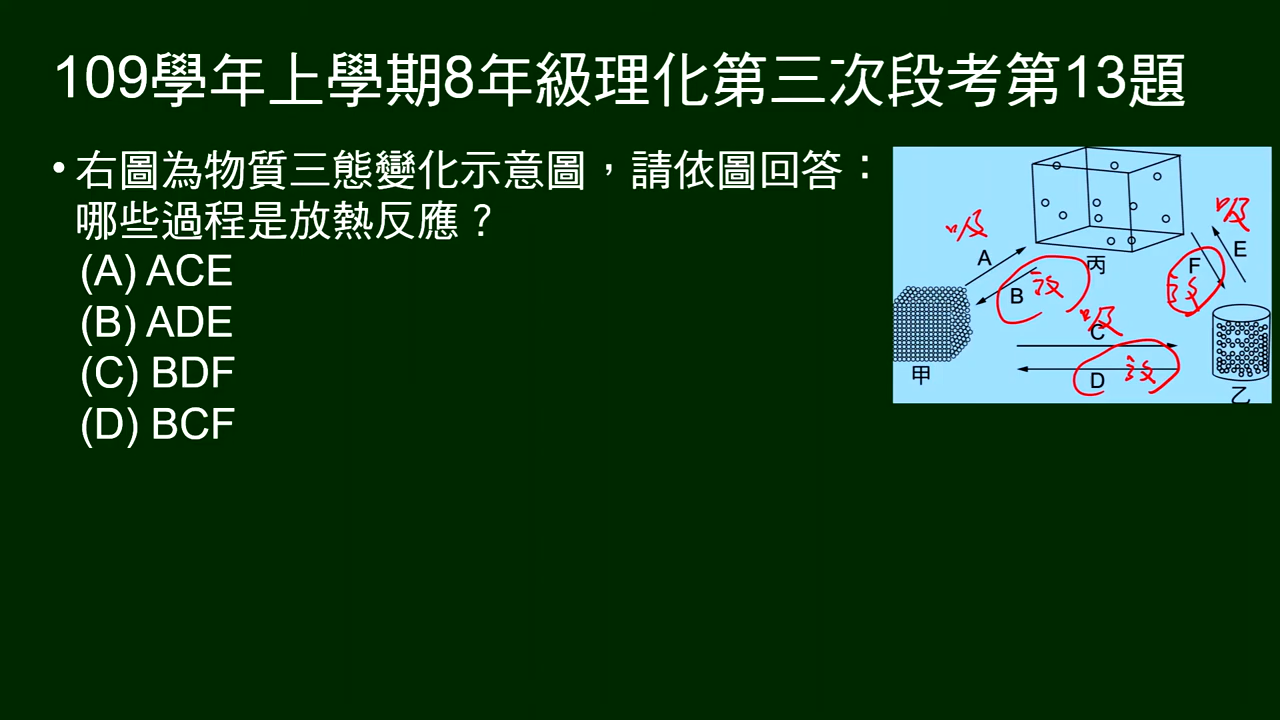 109學年上學期8年級理化第三次段考第13題
• 右圖為物質三態變化示意圖，請依圖回答：
哪些過程是放熱反應？
(A) ACE
(B) ADE
(C) BDF
(D) BCF
吸
吸
A
E
丙
F
放
B
放
吸
C
甲
D
放
乙